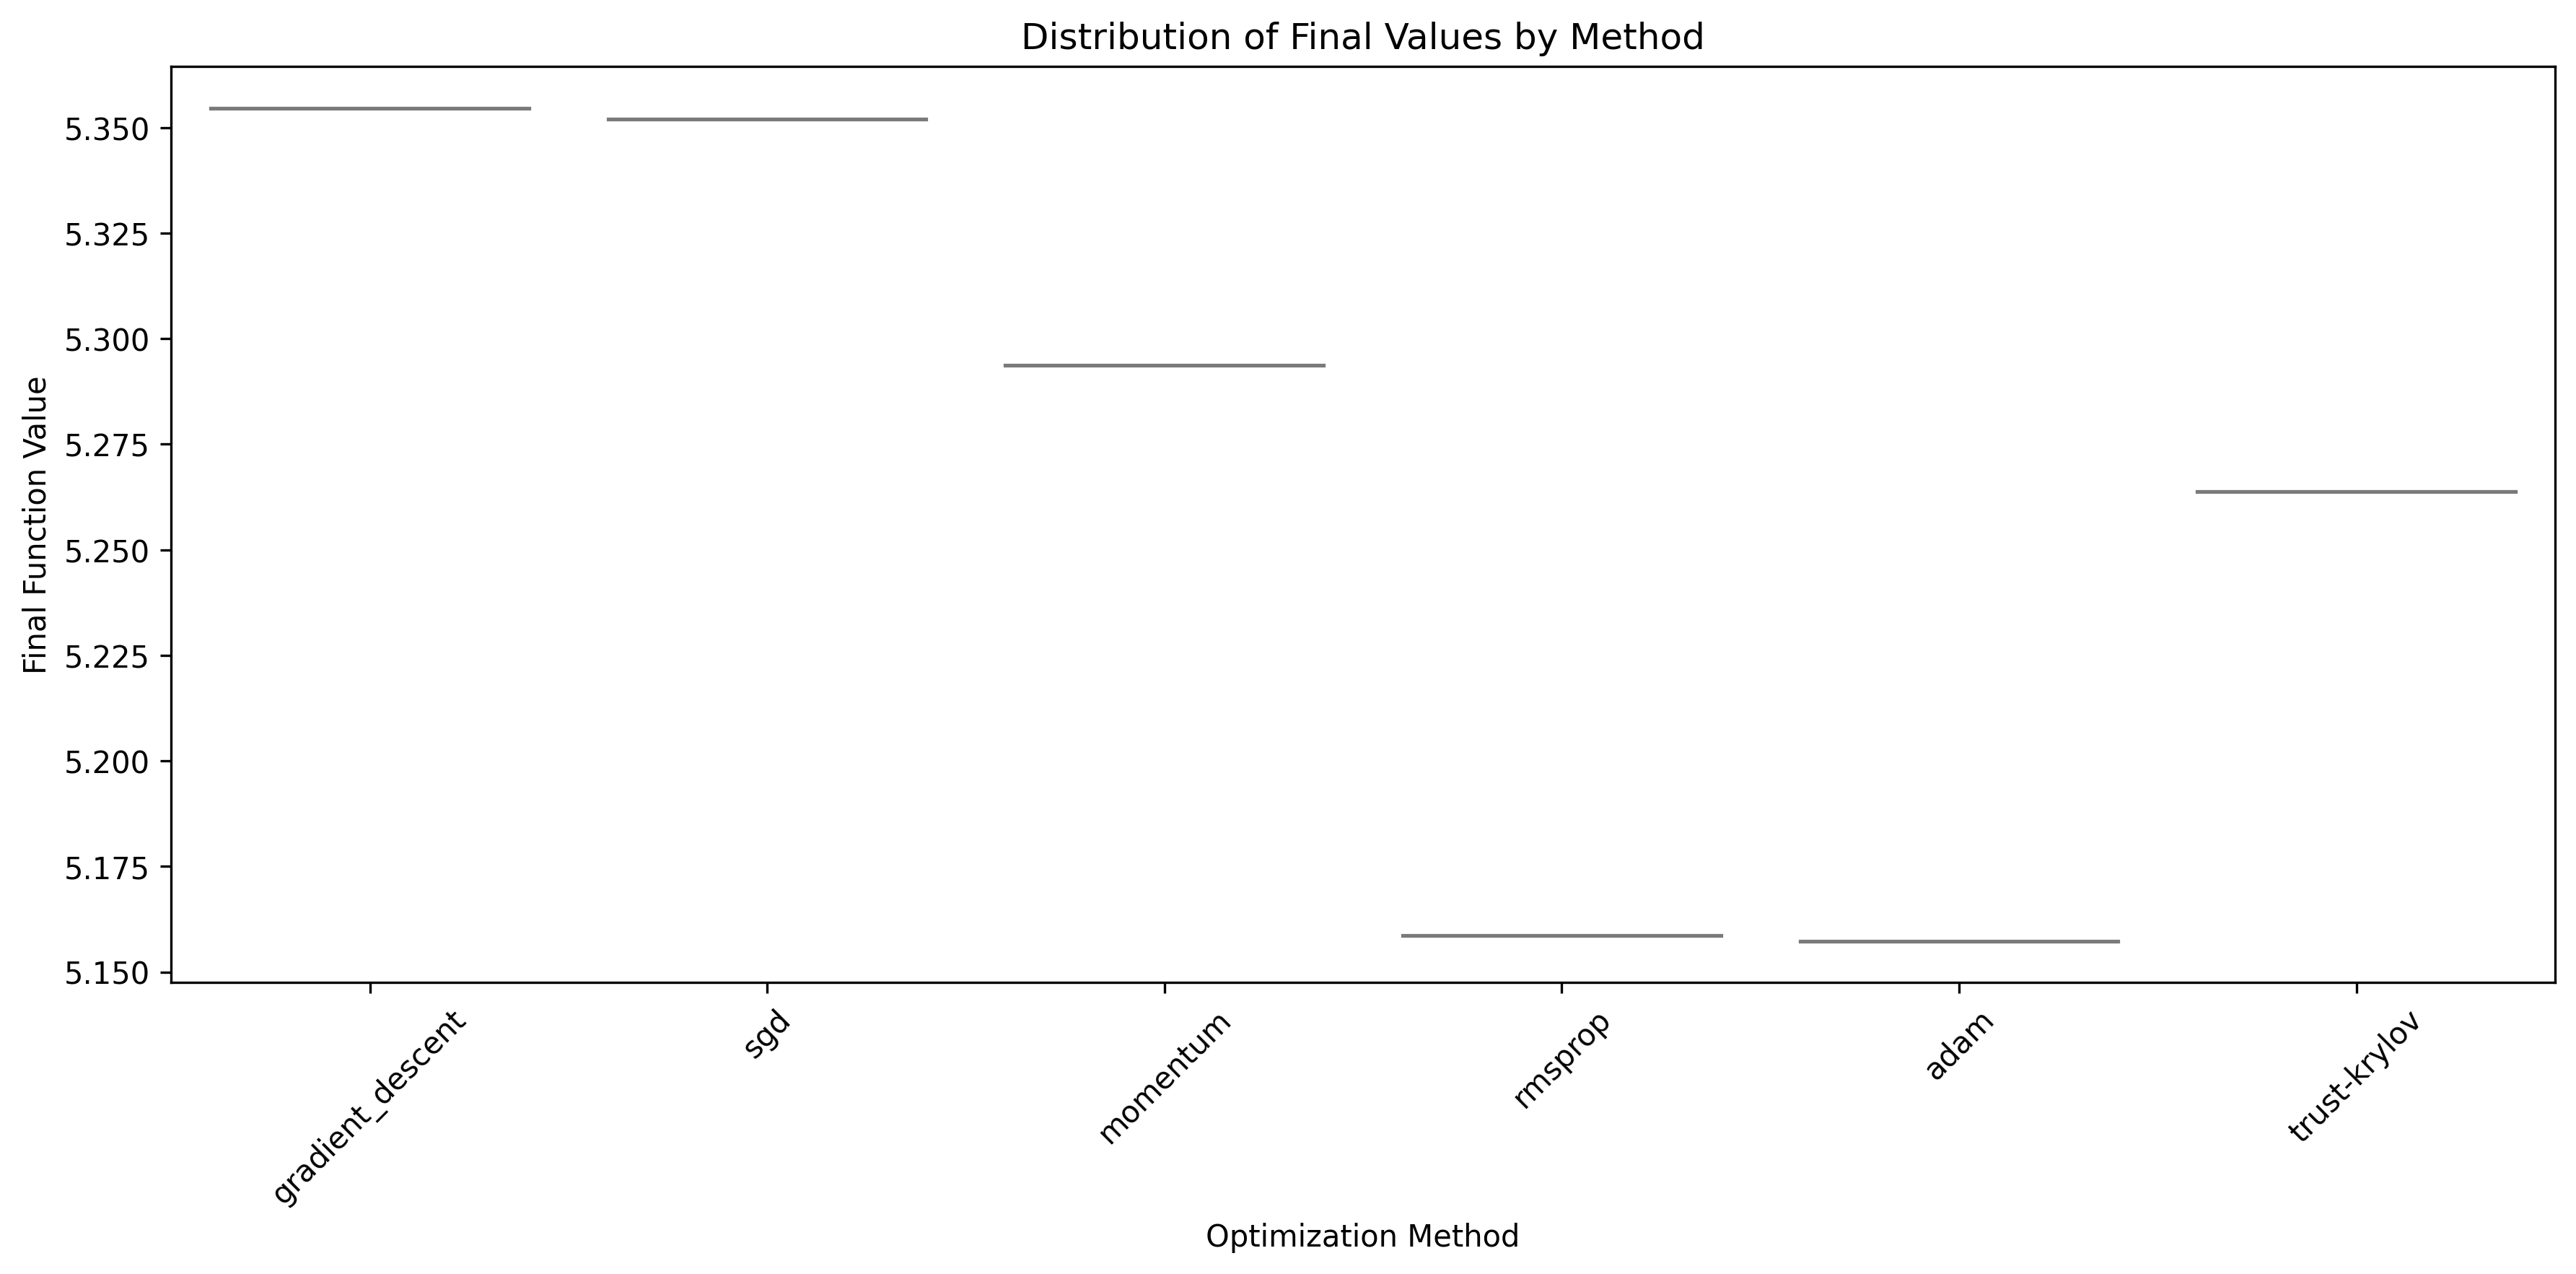 Distribution of Final Values by Method
Final Function Value
5.350
5.325
5.300
5.275
5.250
5.225
5.200
5.175
5.150
gradient_descent
sgd
momentum
rmsprop
adam
trust-krylov
Optimization Method